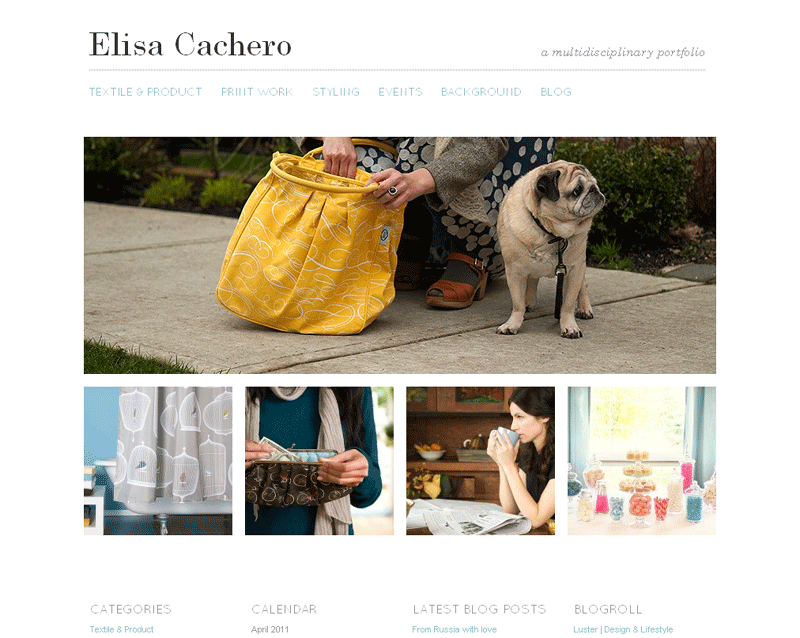 Elisa Cachero
a multidisciplinary portfolio
TEXTILE & PRODUCT PRINT WORK STYLING EVENTS BACKGROUND BLOG
CATEGORIES CALENDAR LATEST BLOG POSTS BLOGROLL
Textile & Product April 2011 From Russia with love Luster | Design & Lifestyle